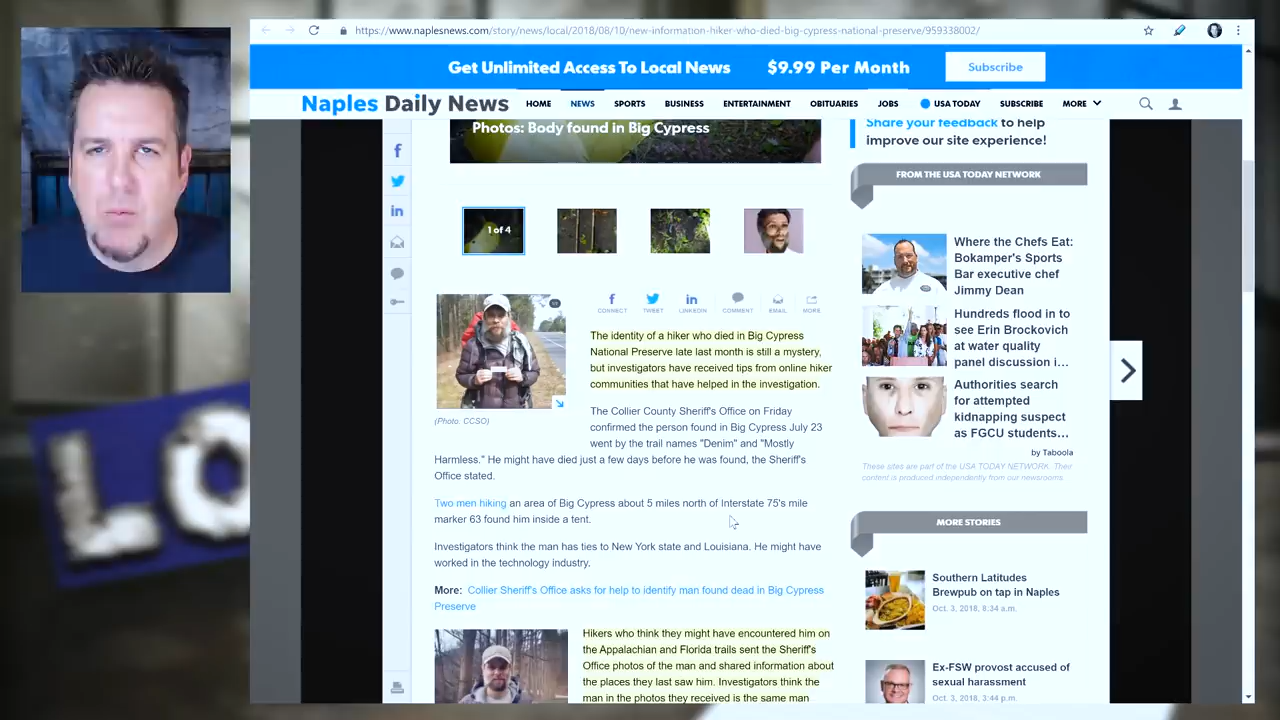 https://www.naplesnews.com/story/news/local/2018/08/10/new-information-hiker-who-died-big-cypress-national-preserve/959338002/
Get Unlimited Access To Local News $9.99 Per Month Subscribe
Naples Daily News HOME NEWS SPORTS BUSINESS ENTERTAINMENT OBITUARIES JOBS USA TODAY SUBSCRIBE MORE
Photos: Body found in Big Cypress
1 of 4
CONNECT TWEET LINKEDIN COMMENT EMAIL MORE
(Photo: CCSO)
The identity of a hiker who died in Big Cypress
National Preserve late last month is still a mystery,
but investigators have received tips from online hiker
communities that have helped in the investigation.
The Collier County Sheriff's Office on Friday
confirmed the person found in Big Cypress July 23
went by the trail names "Denim" and "Mostly
Harmless." He might have died just a few days before he was found, the Sheriff's
Office stated.
Two men hiking an area of Big Cypress about 5 miles north of Interstate 75's mile
marker 63 found him inside a tent.
Investigators think the man has ties to New York state and Louisiana. He might have
worked in the technology industry.
More: Collier Sheriff's Office asks for help to identify man found dead in Big Cypress
Preserve
Hikers who think they might have encountered him on
the Appalachian and Florida trails sent the Sheriff's
Office photos of the man and shared information about
the places they last saw him. Investigators think the
man in the photos they received is the same man
Share your feedback to help
improve our site experience!
FROM THE USA TODAY NETWORK
Where the Chefs Eat:
Bokamper's Sports
Bar executive chef
Jimmy Dean
Hundreds flood in to
see Erin Brockovich
at water quality
panel discussion i...
Authorities search
for attempted
kidnapping suspect
as FGCU students...
by Taboola
These sites are part of the USA TODAY NETWORK. Their
content is produced independently from our newsrooms.
MORE STORIES
Southern Latitudes
Brewpub on tap in Naples
Oct. 3, 2018, 8:34 a.m.
Ex-FSW provost accused of
sexual harassment
Oct. 3, 2018, 3:44 p.m.